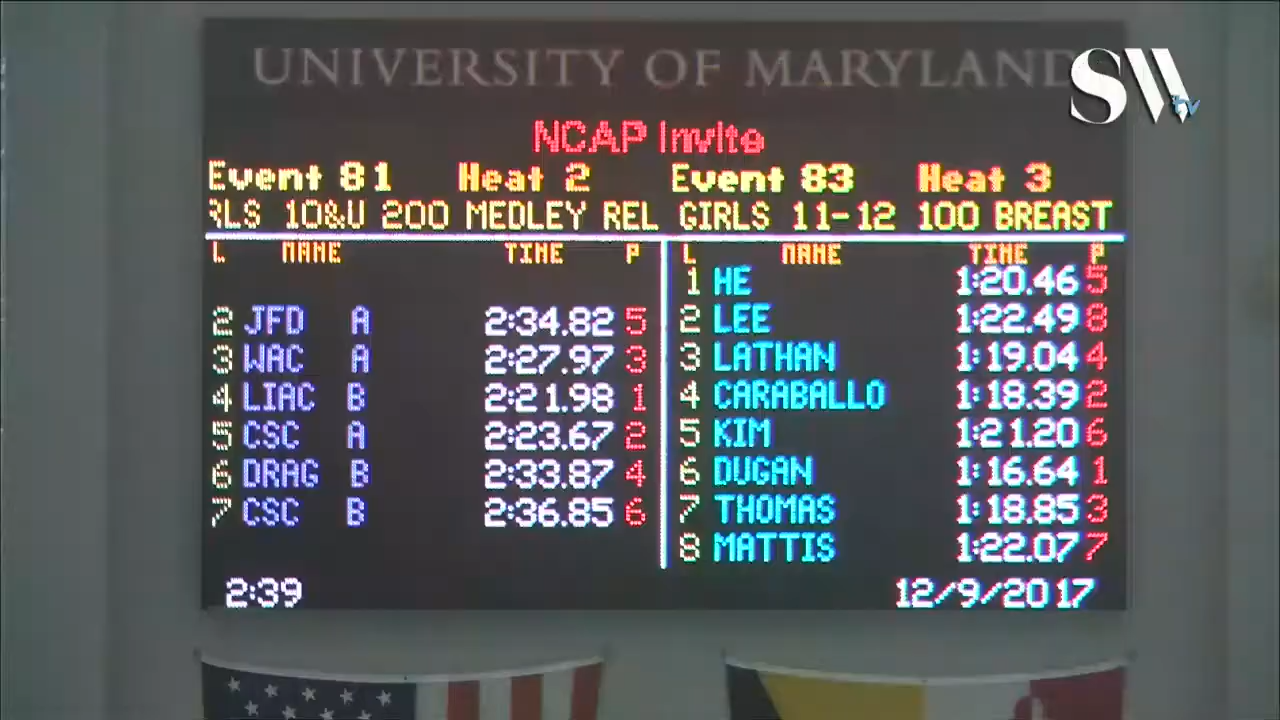 UNIVERSITY OF MARYLAND
SW
tv
NCAP Invite
Event 81 Heat 2 Event 83 Heat 3
RLS 10&U 200 MEDLEY REL GIRLS 11-12 100 BREAST
L NAME TIME P L NAME TIME P
1 HE 1:20.46 5
2 JFD A 2:34.82 5 2 LEE 1:22.49 8
3 WAC A 2:27.97 3 3 LATHAN 1:19.04 4
4 LIAC B 2:21.98 1 4 CARABALLO 1:18.39 2
5 CSC A 2:23.67 2 5 KIM 1:21.20 6
6 DRAG B 2:33.87 4 6 DUGAN 1:16.64 1
7 CSC B 2:36.85 6 7 THOMAS 1:18.85 3
8 MATTIS 1:22.07 7
2:39 12/9/2017